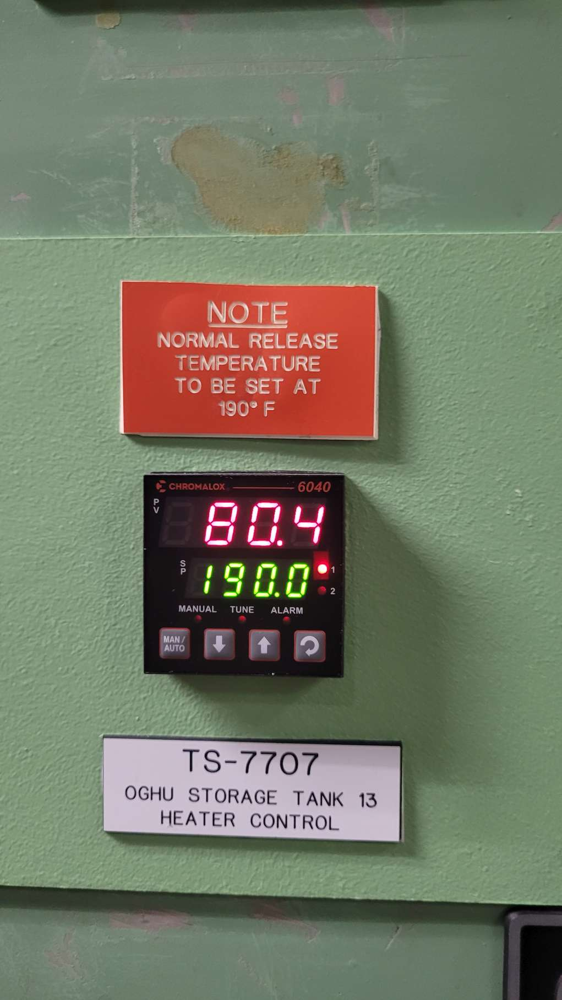 NOTE
NORMAL RELEASE
TEMPERATURE
TO BE SET AT
190° F
CHROMALOX 6040
PV 80.4
SP 190.0 1
2
MANUAL TUNE ALARM
MAN / AUTO
TS-7707
OGHU STORAGE TANK 13
HEATER CONTROL